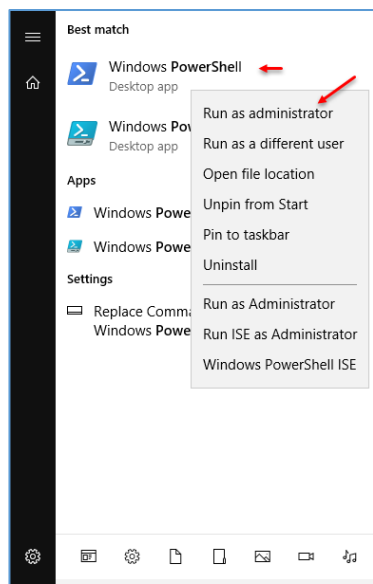 Best match
Windows PowerShell
Desktop app
Windows Pow
Desktop app
Apps
Windows Powe
Windows Powe
Settings
Replace Comma
Windows Powe
Run as administrator
Run as a different user
Open file location
Unpin from Start
Pin to taskbar
Uninstall
Run as Administrator
Run ISE as Administrator
Windows PowerShell ISE